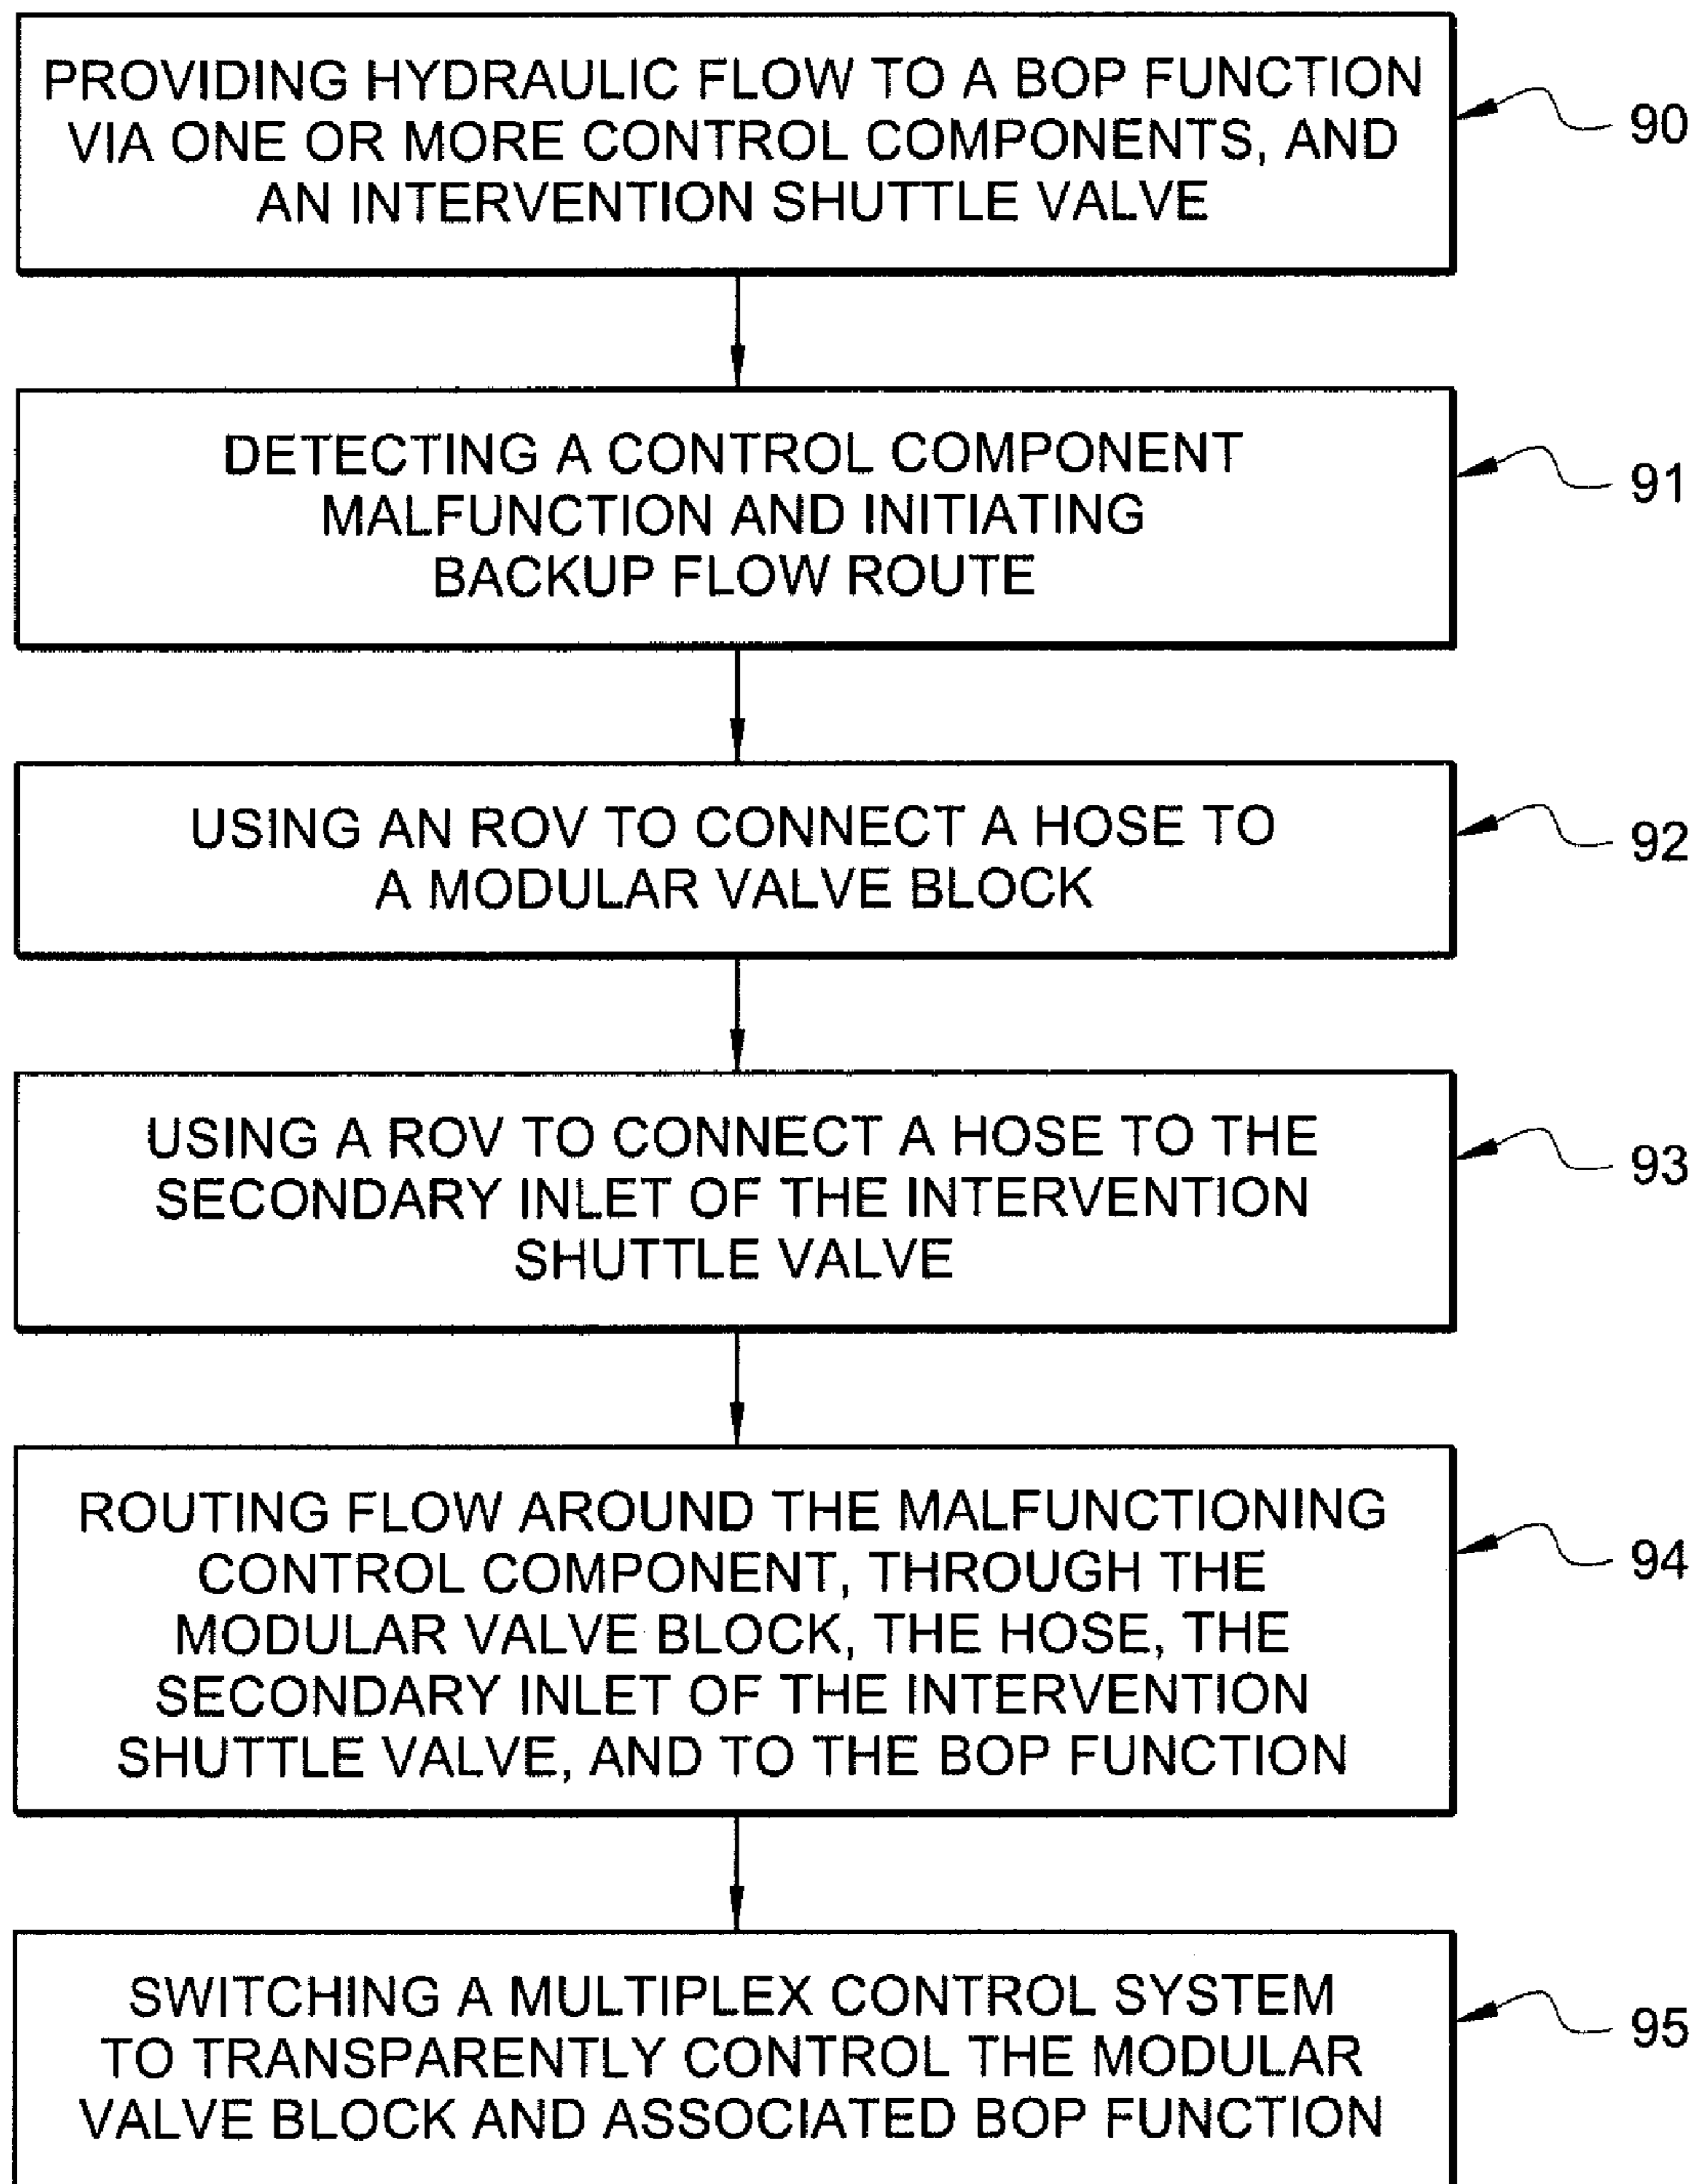 PROVIDING HYDRAULIC FLOW TO A BOP FUNCTION
VIA ONE OR MORE CONTROL COMPONENTS, AND
AN INTERVENTION SHUTTLE VALVE
90
DETECTING A CONTROL COMPONENT
MALFUNCTION AND INITIATING
BACKUP FLOW ROUTE
91
USING AN ROV TO CONNECT A HOSE TO
A MODULAR VALVE BLOCK
92
USING A ROV TO CONNECT A HOSE TO THE
SECONDARY INLET OF THE INTERVENTION
SHUTTLE VALVE
93
ROUTING FLOW AROUND THE MALFUNCTIONING
CONTROL COMPONENT, THROUGH THE
MODULAR VALVE BLOCK, THE HOSE, THE
SECONDARY INLET OF THE INTERVENTION
SHUTTLE VALVE, AND TO THE BOP FUNCTION
94
SWITCHING A MULTIPLEX CONTROL SYSTEM
TO TRANSPARENTLY CONTROL THE MODULAR
VALVE BLOCK AND ASSOCIATED BOP FUNCTION
95